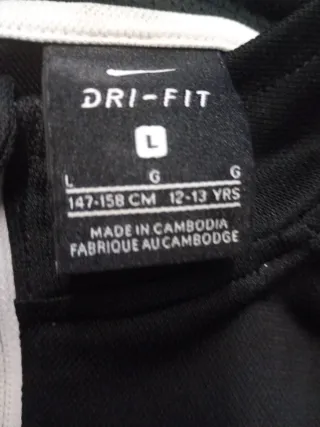 DRI-FIT
L
L G G
147-158 CM 12-13 YRS
MADE IN CAMBODIA
FABRIQUE AU CAMBODGE